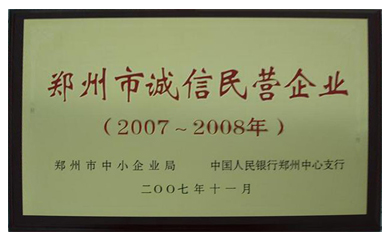 郑州市诚信民营企业
（2007～2008年）
郑州市中小企业局 中国人民银行郑州中心支行
二〇〇七年十一月